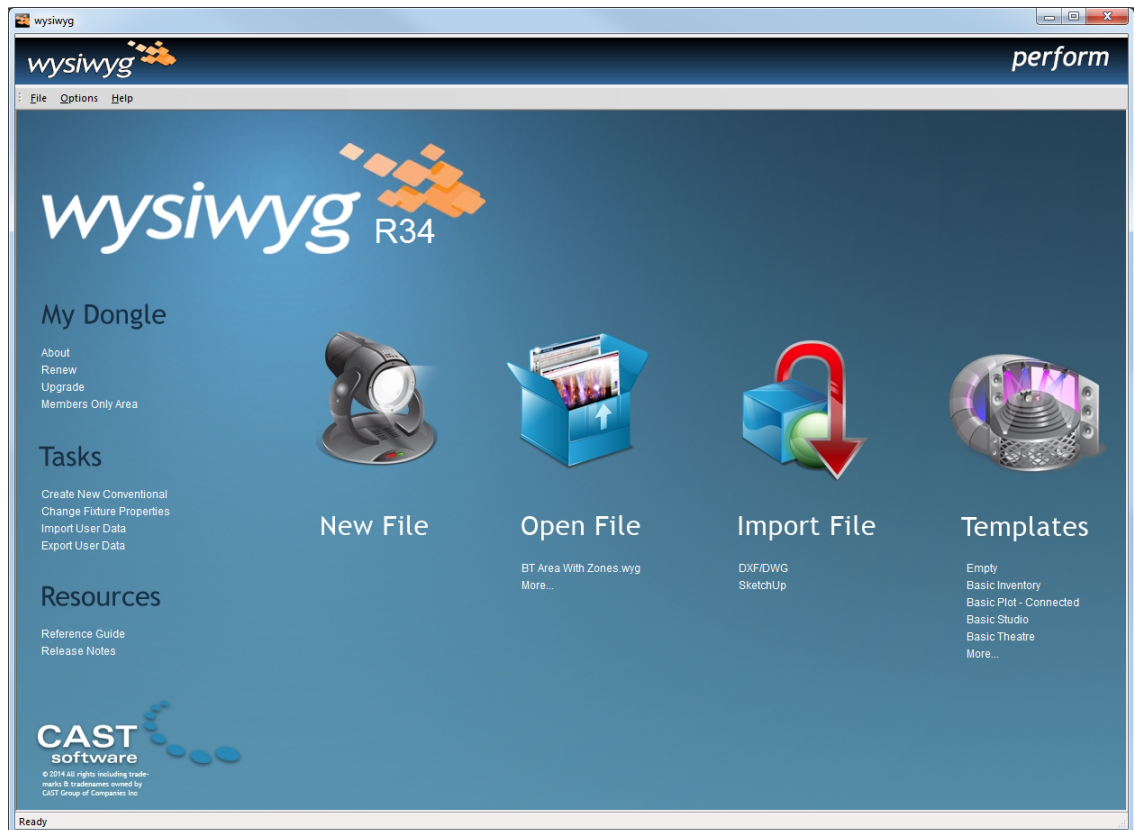 wysiwyg
wysiwyg
perform
File Options Help
wysiwyg R34
My Dongle
About
Renew
Upgrade
Members Only Area
Tasks
Create New Conventional
Change Fixture Properties
Import User Data
Export User Data
Resources
Reference Guide
Release Notes
New File
Open File
BT Area With Zones.wyg
More...
Import File
DXF/DWG
SketchUp
Templates
Empty
Basic Inventory
Basic Plot - Connected
Basic Studio
Basic Theatre
More...
CAST
software
© 2014 All rights including trade-
marks & tradenames owned by
CAST Group of Companies Inc
Ready